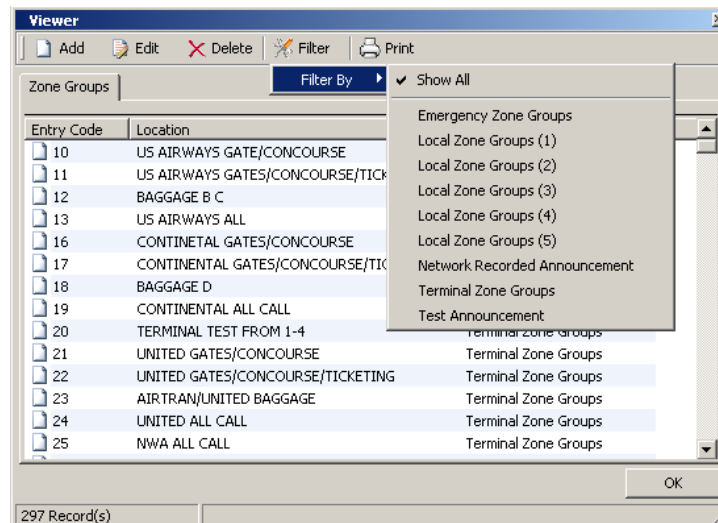 Viewer
Add Edit Delete Filter Print
Filter By
Show All
Emergency Zone Groups
Local Zone Groups (1)
Local Zone Groups (2)
Local Zone Groups (3)
Local Zone Groups (4)
Local Zone Groups (5)
Network Recorded Announcement
Terminal Zone Groups
Test Announcement
Zone Groups
Entry Code Location
10 US AIRWAYS GATE/CONCOURSE
11 US AIRWAYS GATES/CONCOURSE/TICK
12 BAGGAGE B C
13 US AIRWAYS ALL
16 CONTINETAL GATES/CONCOURSE
17 CONTINENTAL GATES/CONCOURSE/TIC
18 BAGGAGE D
19 CONTINENTAL ALL CALL
20 TERMINAL TEST FROM 1-4 Terminal Zone Groups
21 UNITED GATES/CONCOURSE Terminal Zone Groups
22 UNITED GATES/CONCOURSE/TICKETING Terminal Zone Groups
23 AIRTRAN/UNITED BAGGAGE Terminal Zone Groups
24 UNITED ALL CALL Terminal Zone Groups
25 NWA ALL CALL Terminal Zone Groups
OK
297 Record(s)